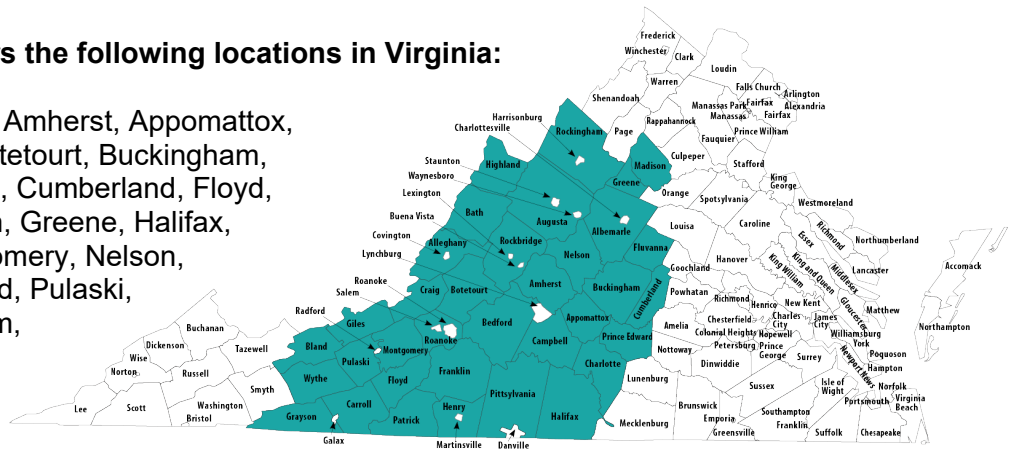 s the following locations in Virginia:
Amherst, Appomattox,
tetourt, Buckingham,
, Cumberland, Floyd,
n, Greene, Halifax,
omery, Nelson,
d, Pulaski,
m,
Frederick
Winchester
Clark
Loudin
Warren
Falls Church
Arlington
Shenandoah
Manassas Park
Fairfax
Alexandria
Manassas
Fairfax
Harrisonburg
Charlottesville
Rockingham
Page
Rappahannock
Prince William
Fauquier
Staunton
Highland
Madison
Culpeper
Stafford
Waynesboro
Greene
King
George
Lexington
Orange
Spotsylvania
Westmoreland
Buena Vista
Bath
Augusta
Albemarle
Louisa
Caroline
Essex
Richmond
Northumberland
Covington
Alleghany
Rockbridge
Nelson
Fluvanna
Lynchburg
Goochland
Hanover
King William
King and Queen
Middlesex
Lancaster
Accomack
Roanoke
Salem
Craig
Botetourt
Amherst
Buckingham
Cumberland
Powhatan
Richmond
Henrico
New Kent
Gloucester
Matthew
Radford
Giles
Bedford
Appomattox
Amelia
Chesterfield
Charles
City
James
City
Williamsburg
Northampton
Buchanan
Roanoke
Campbell
Prince Edward
Colonial Heights
Hopewell
York
Dickenson
Tazewell
Bland
Montgomery
Nottoway
Petersburg
Prince
George
Surrey
Newport News
Poquoson
Wise
Pulaski
Charlotte
Dinwiddie
Hampton
Norton
Russell
Wythe
Floyd
Franklin
Lunenburg
Sussex
Isle of
Wight
Norfolk
Smyth
Pittsylvania
Portsmouth
Virginia
Beach
Lee
Scott
Washington
Bristol
Grayson
Carroll
Patrick
Henry
Halifax
Mecklenburg
Brunswick
Emporia
Greensville
Southampton
Franklin
Suffolk
Chesapeake
Galax
Martinsville
Danville